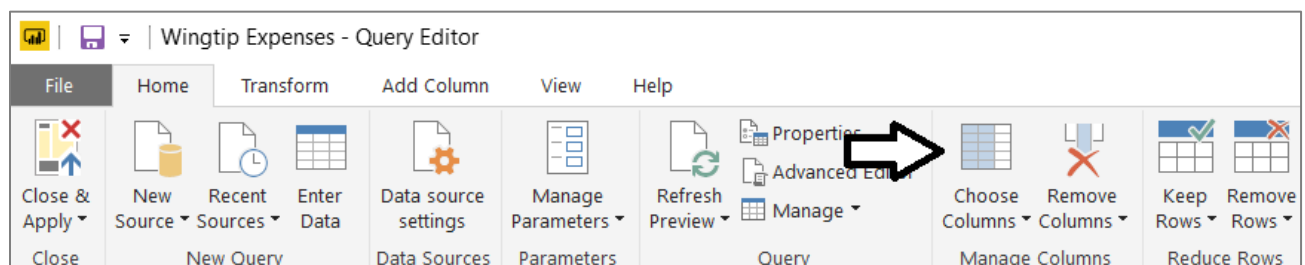 Wingtip Expenses - Query Editor
File Home Transform Add Column View Help
Close & Apply
New Source
Recent Sources
Enter Data
Data source settings
Manage Parameters
Refresh Preview
Properties
Advanced Editor
Manage
Choose Columns
Remove Columns
Keep Rows
Remove Rows
Close New Query Data Sources Parameters Query Manage Columns Reduce Rows